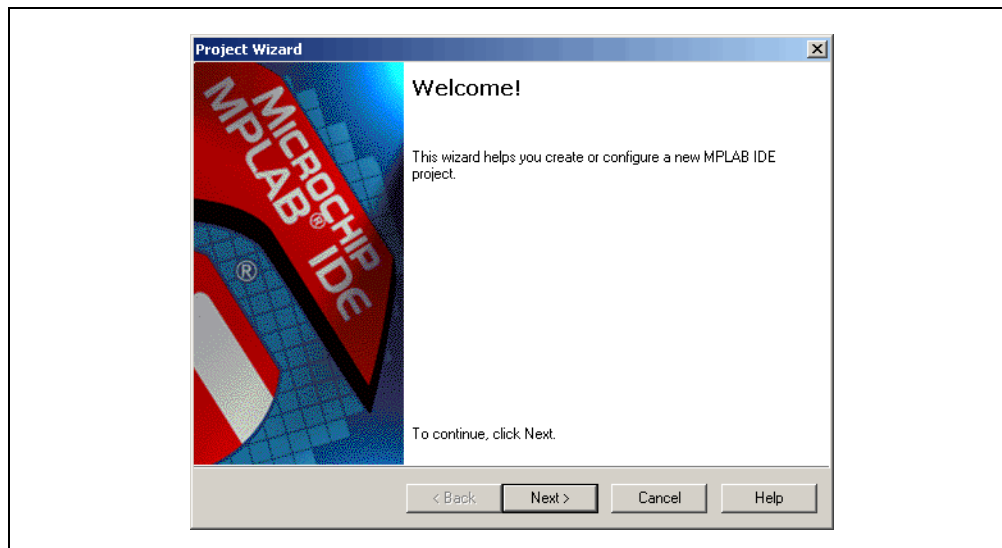 Project Wizard
MICROCHIP
MPLAB® IDE
®
Welcome!
This wizard helps you create or configure a new MPLAB IDE
project.
To continue, click Next.
< Back
Next >
Cancel
Help